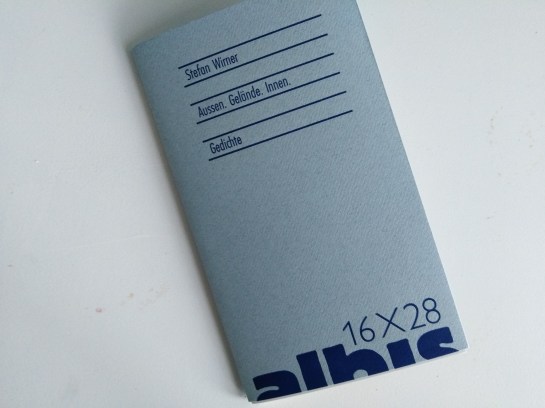 Stefan Wirner
Aussen. Gelände. Innen.
Gedichte
16X28
albis